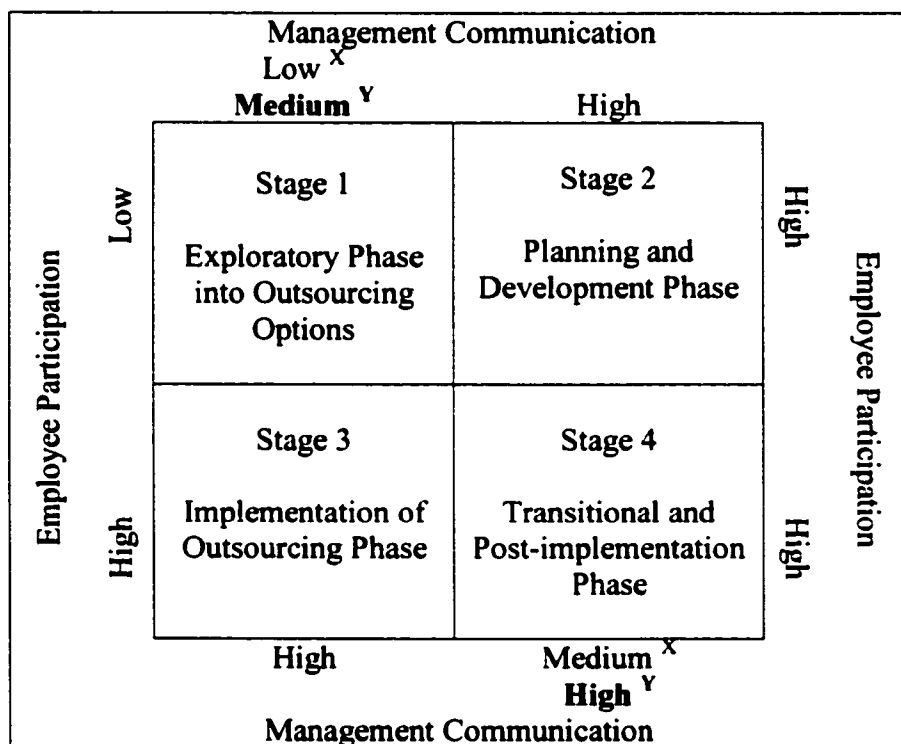 Management Communication
Low X
Medium Y
High
Employee Participation
Low
Stage 1
Exploratory Phase
into Outsourcing
Options
Stage 2
Planning and
Development Phase
High
Employee Participation
High
Stage 3
Implementation of
Outsourcing Phase
Stage 4
Transitional and
Post-implementation
Phase
High
High
Medium X
High Y
Management Communication